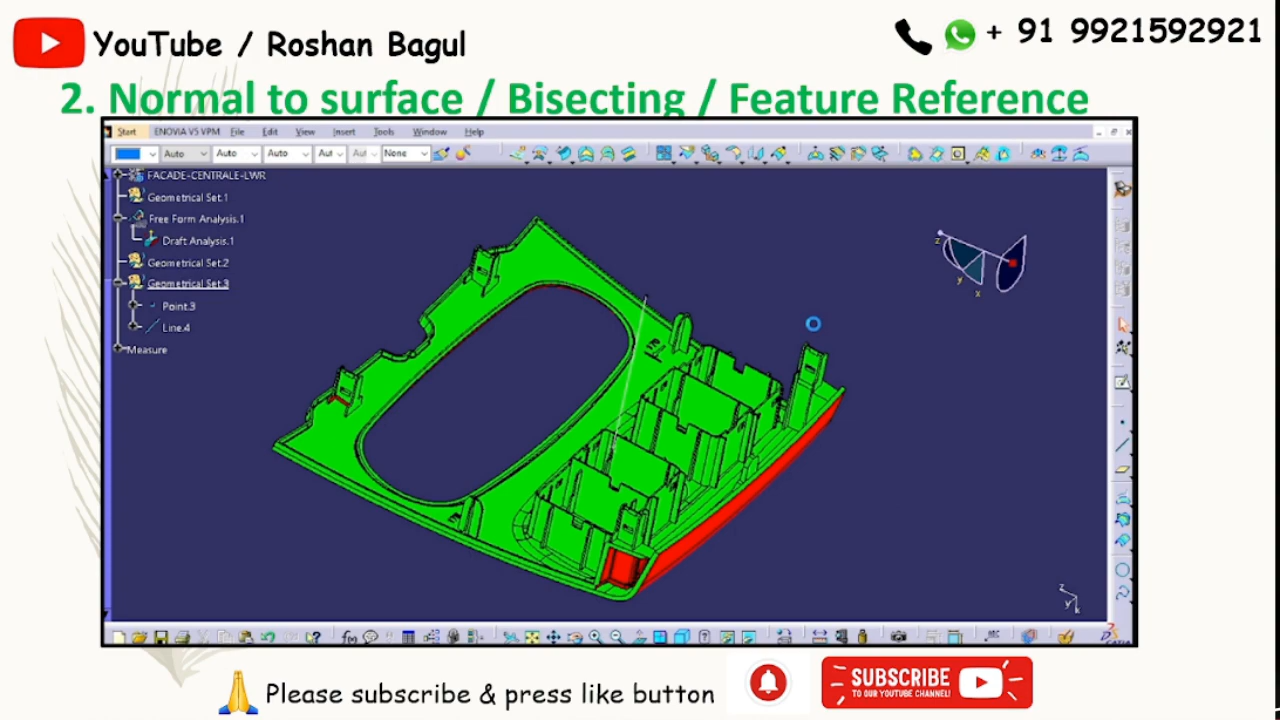 YouTube / Roshan Bagul
+ 91 9921592921
2. Normal to surface / Bisecting / Feature Reference
Start ENOVIA V5 VPM File Edit View Insert Tools Window Help
Auto Auto Auto Aut Aut None
FACADE-CENTRALE-LWR
Geometrical Set.1
Free Form Analysis.1
Draft Analysis.1
Geometrical Set.2
Geometrical Set.3
Point.3
Line.4
Measure
z
y
x
z
y
x
Please subscribe & press like button
SUBSCRIBE
TO OUR YOUTUBE CHANNEL!